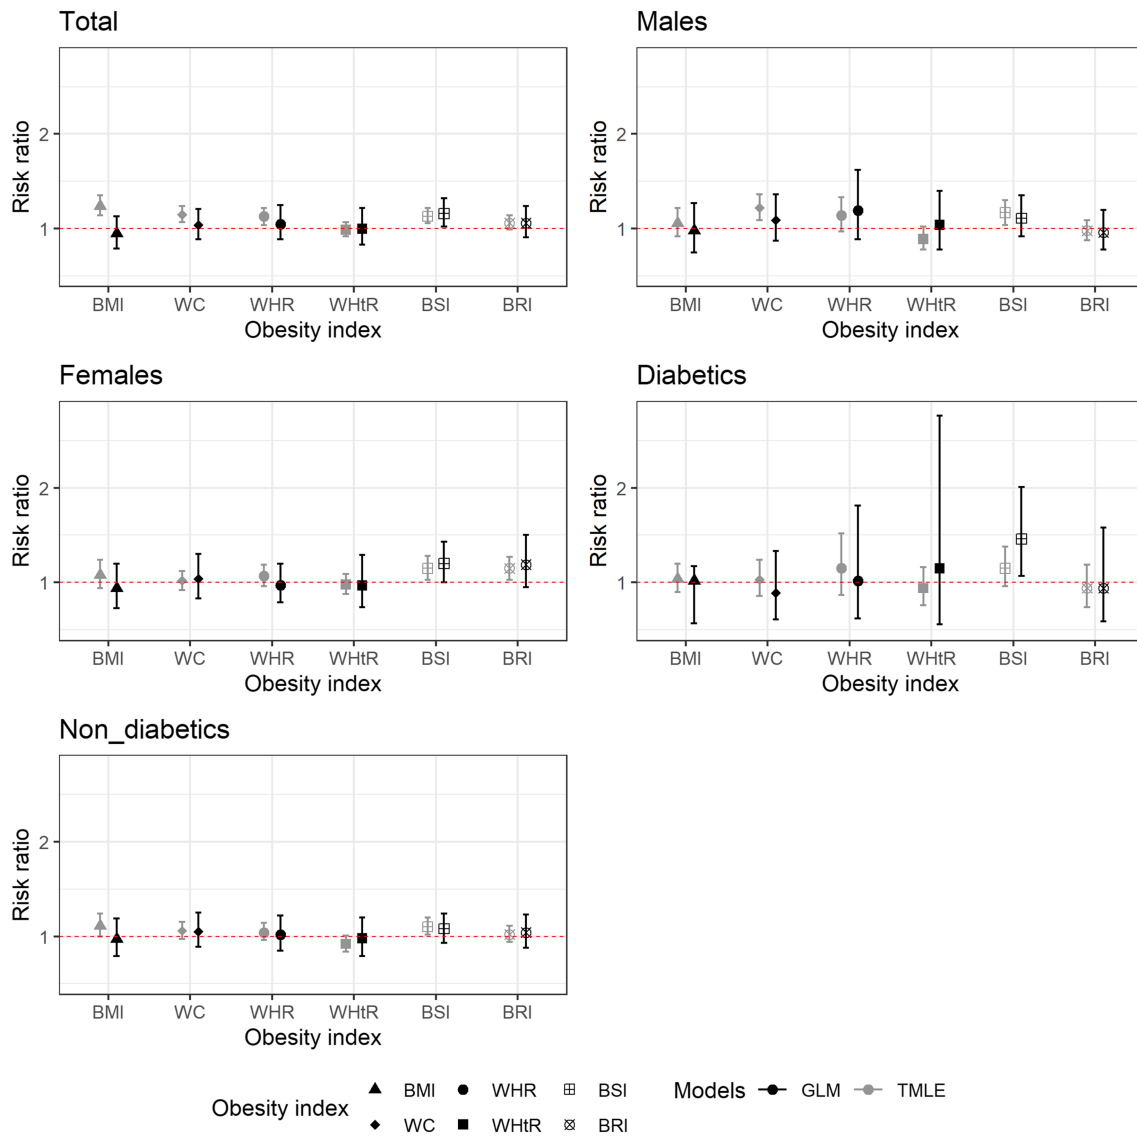 Total
Risk ratio
2
1
BMI WC WHR WHtR BSI BRI
Obesity index
Males
Risk ratio
2
1
BMI WC WHR WHtR BSI BRI
Obesity index
Females
Risk ratio
2
1
BMI WC WHR WHtR BSI BRI
Obesity index
Diabetics
Risk ratio
2
1
BMI WC WHR WHtR BSI BRI
Obesity index
Non_diabetics
Risk ratio
2
1
BMI WC WHR WHtR BSI BRI
Obesity index
Obesity index
BMI WHR BSI
WC WHtR BRI
Models GLM TMLE